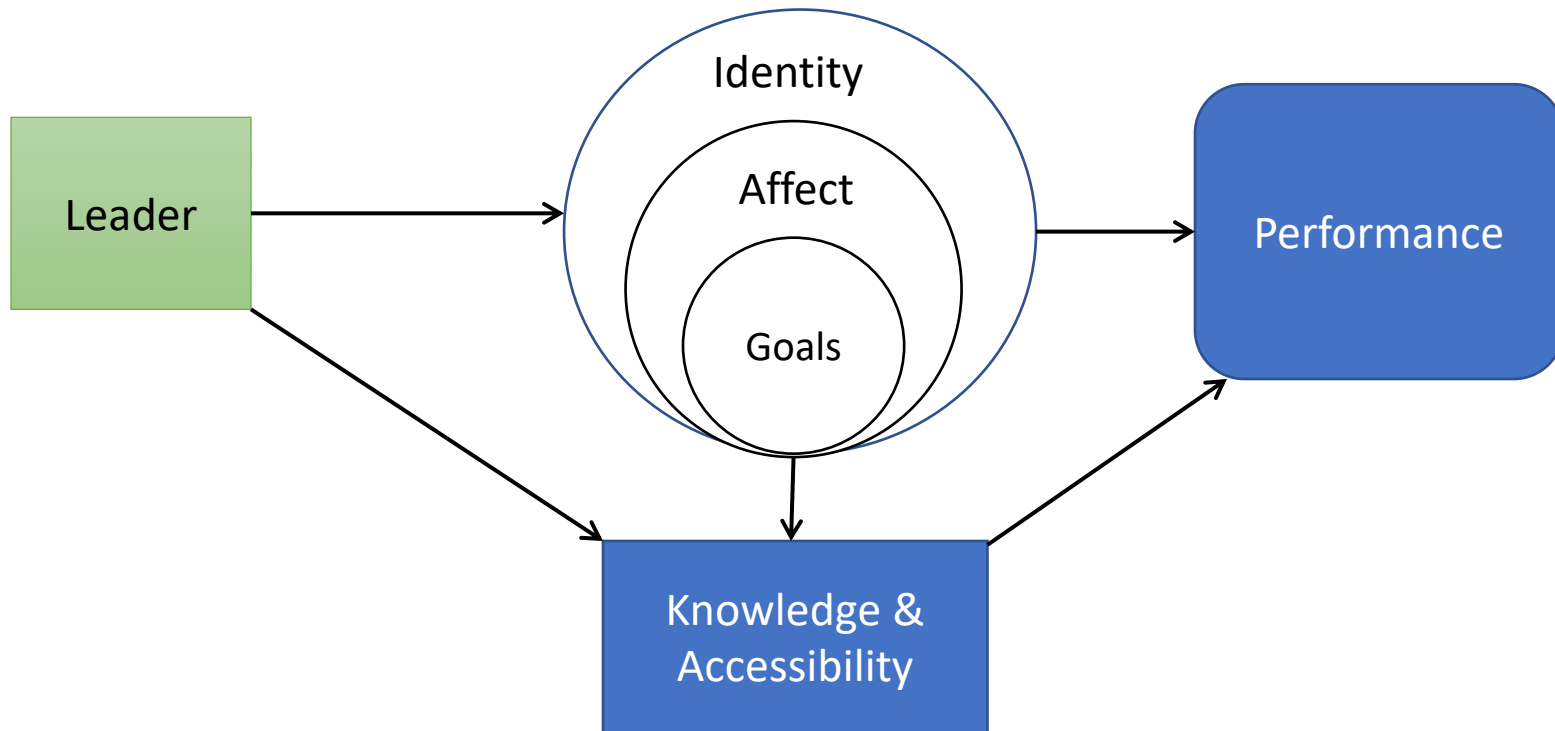 Identity
Leader
Affect
Performance
Goals
Knowledge &
Accessibility